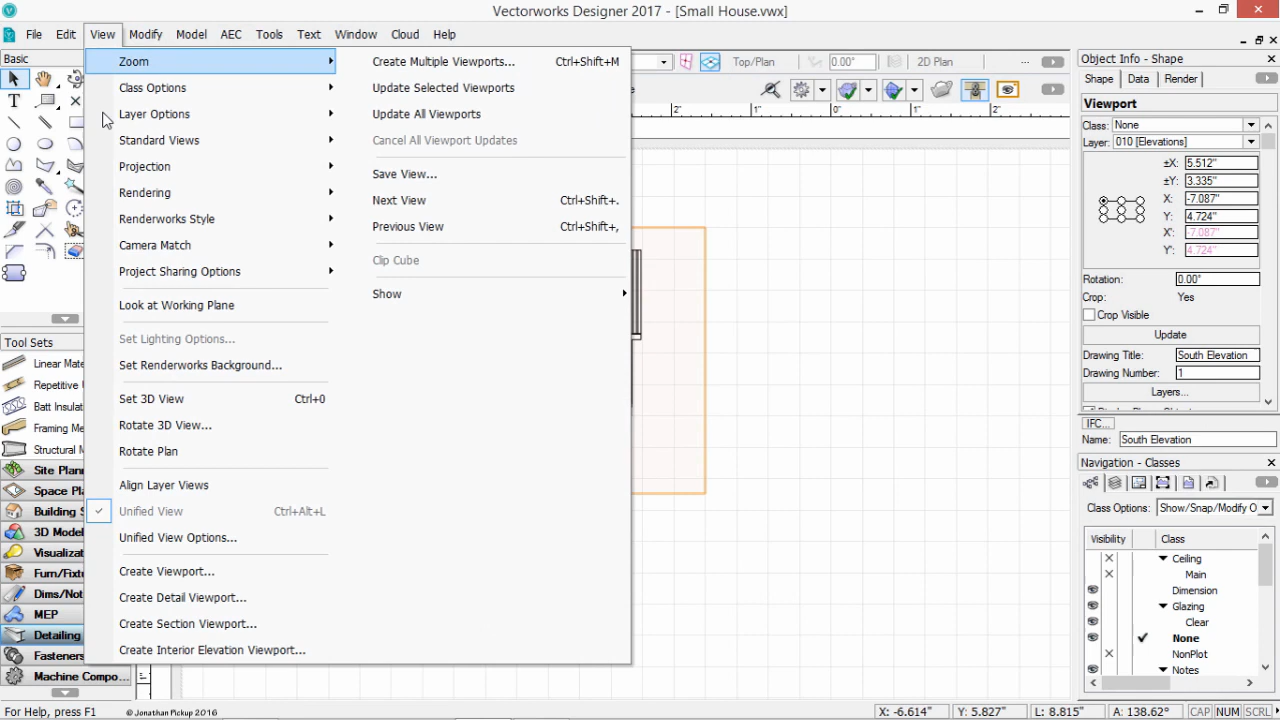 Vectorworks Designer 2017 - [Small House.vwx]
File Edit View Modify Model AEC Tools Text Window Cloud Help
Basic
Zoom
Class Options
Layer Options
Standard Views
Projection
Rendering
Renderworks Style
Camera Match
Project Sharing Options
Look at Working Plane
Set Lighting Options...
Set Renderworks Background...
Set 3D View Ctrl+0
Rotate 3D View...
Rotate Plan
Align Layer Views
Unified View Ctrl+Alt+L
Unified View Options...
Create Viewport...
Create Detail Viewport...
Create Section Viewport...
Create Interior Elevation Viewport...
Create Multiple Viewports... Ctrl+Shift+M
Update Selected Viewports
Update All Viewports
Cancel All Viewport Updates
Save View...
Next View Ctrl+Shift+.
Previous View Ctrl+Shift+,
Clip Cube
Show
0.00°
Top/Plan
2D Plan
2" 1" 0" 1" 2"
Tool Sets
Linear Mate
Repetitive U
Batt Insulat
Framing Me
Structural M
Site Plann
Space Pla
Building S
3D Model
Visualizat
Furn/Fixt
Dims/Not
MEP
Detailing
Fasteners
Machine Compo...
Object Info - Shape
Shape Data Render
Viewport
Class: None
Layer: 010 [Elevations]
±X: 5.512"
±Y: 3.335"
X: -7.087"
Y: 4.724"
X: -7.087"
Y: 4.724"
Rotation: 0.00°
Crop: Yes
Crop Visible
Update
Drawing Title: South Elevation
Drawing Number: 1
Layers...
IFC...
Name: South Elevation
Navigation - Classes
Class Options: Show/Snap/Modify O
Visibility Class
Ceiling
Main
Dimension
Glazing
Clear
None
NonPlot
Notes
For Help, press F1
© Jonathan Pickup 2016
X: -6.614" Y: 5.827" L: 8.815" A: 138.62° CAP NUM SCRL